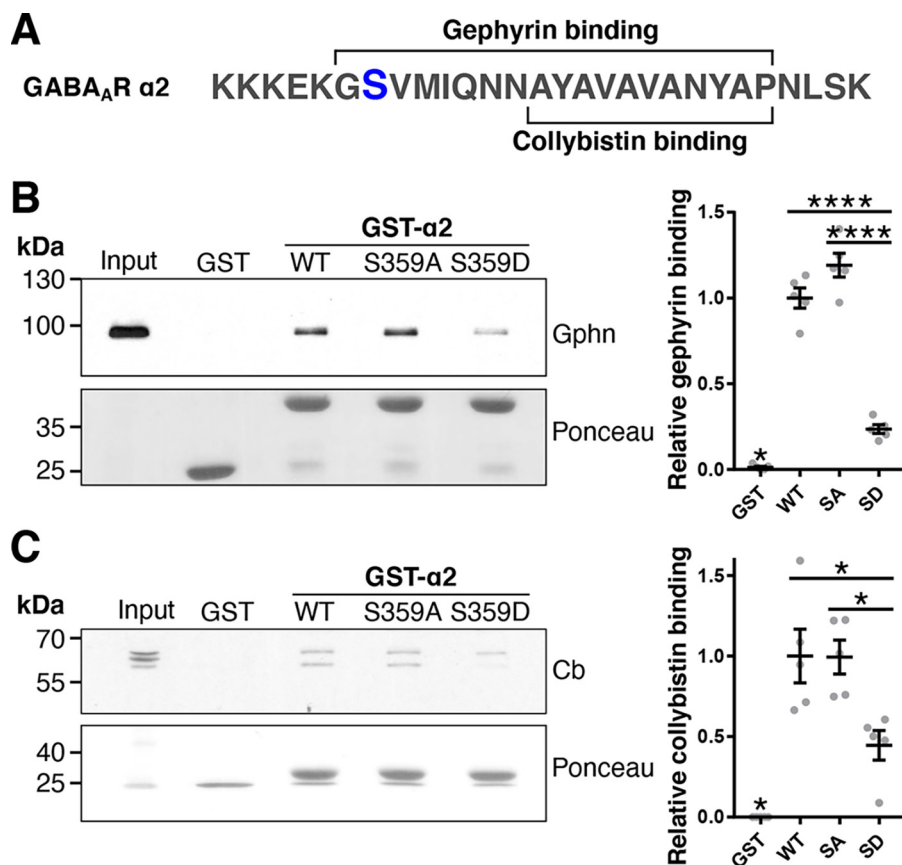 A
Gephyrin binding
GABAAR α2 KKKEKGSVMIQNNAYAVAVANYAPNLSK
Collybistin binding
B
kDa
GST-α2
Input GST WT S359A S359D
130
100
Gphn
35
25
Ponceau
Relative gephyrin binding
1.5
1.0
0.5
0.0
****
****
*
GST WT SA SD
C
kDa
GST-α2
Input GST WT S359A S359D
70
55
Cb
40
25
Ponceau
Relative collybistin binding
1.5
1.0
0.5
0.0
*
*
*
GST WT SA SD